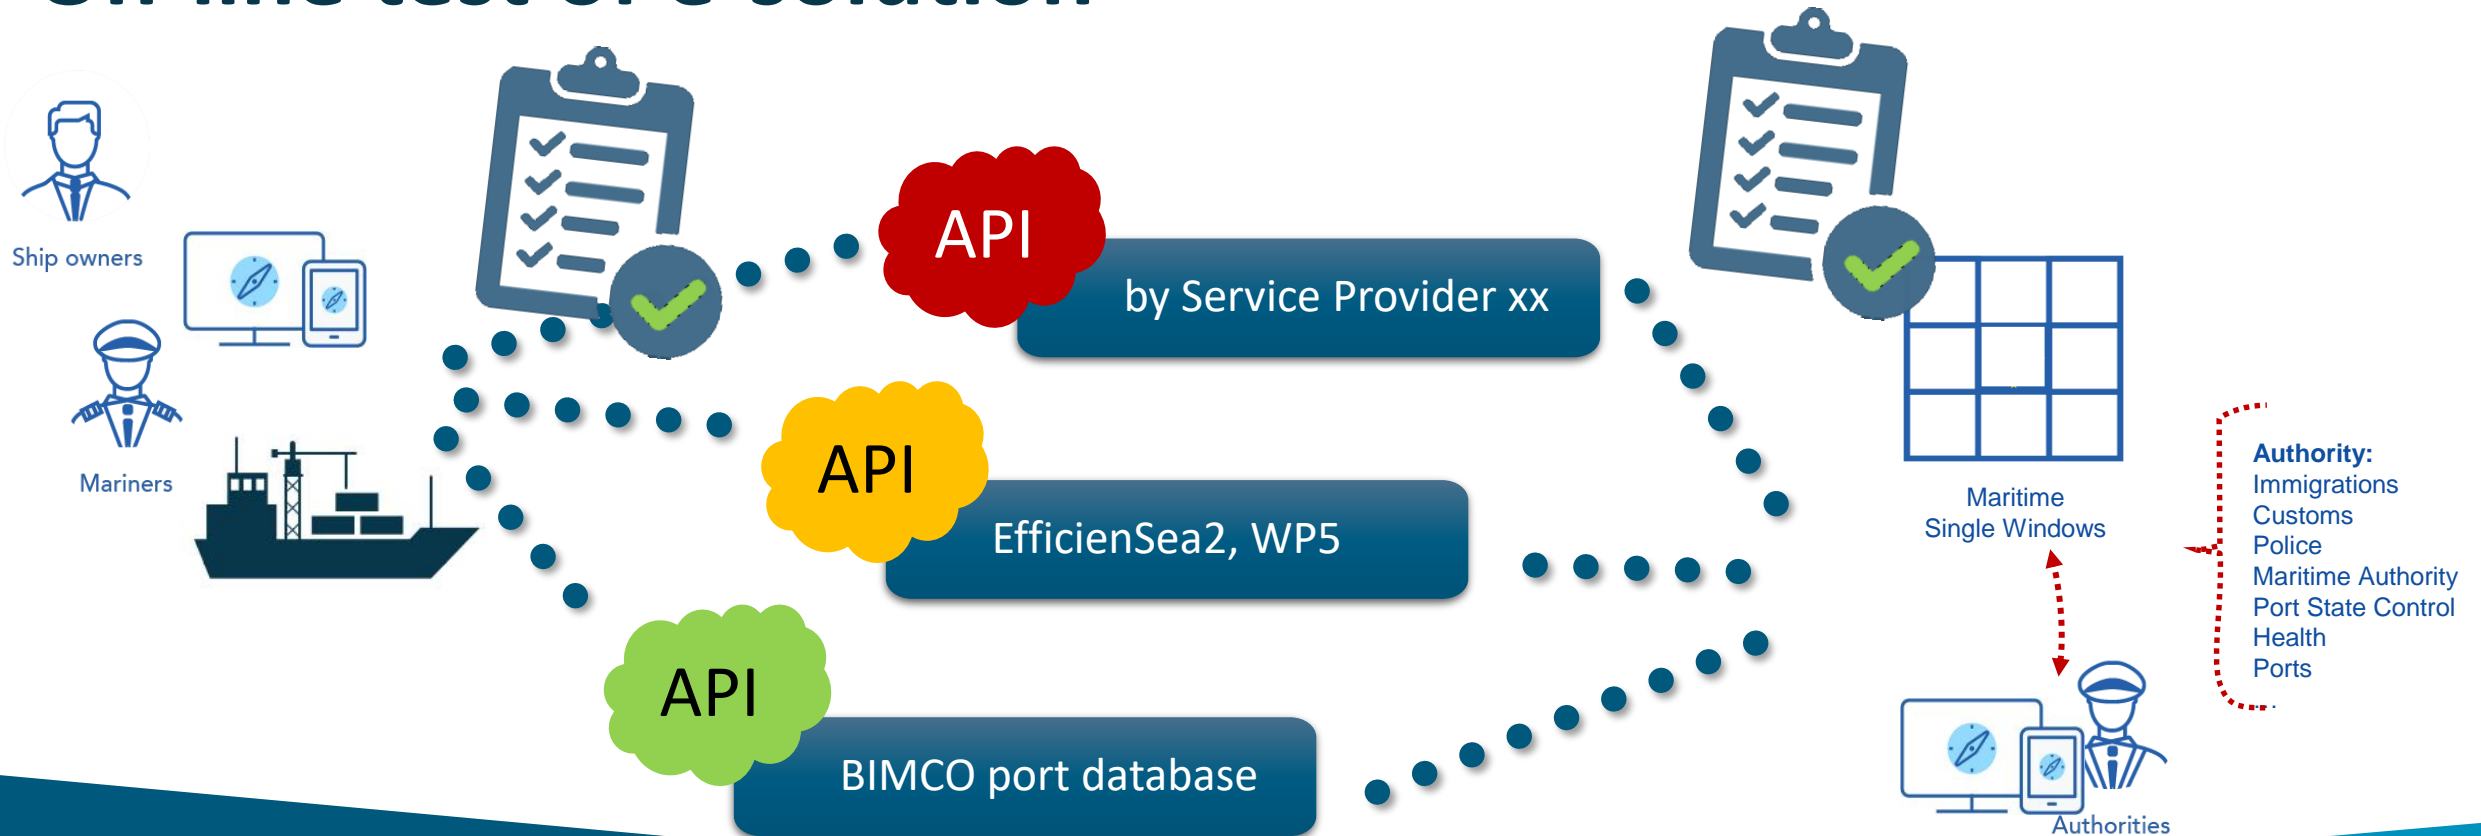 Ship owners
Mariners
API
by Service Provider xx
API
EfficienSea2, WP5
API
BIMCO port database
Maritime
Single Windows
Authority:
Immigrations
Customs
Police
Maritime Authority
Port State Control
Health
Ports
...
Authorities